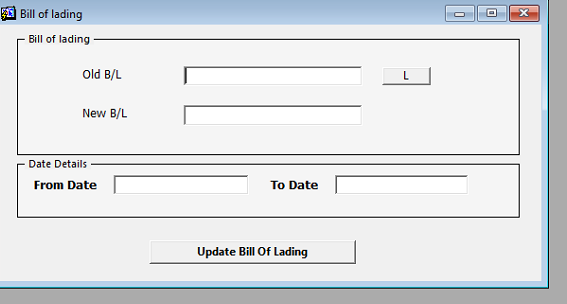 Bill of lading
Bill of lading
Old B/L
L
New B/L
Date Details
From Date To Date
Update Bill Of Lading